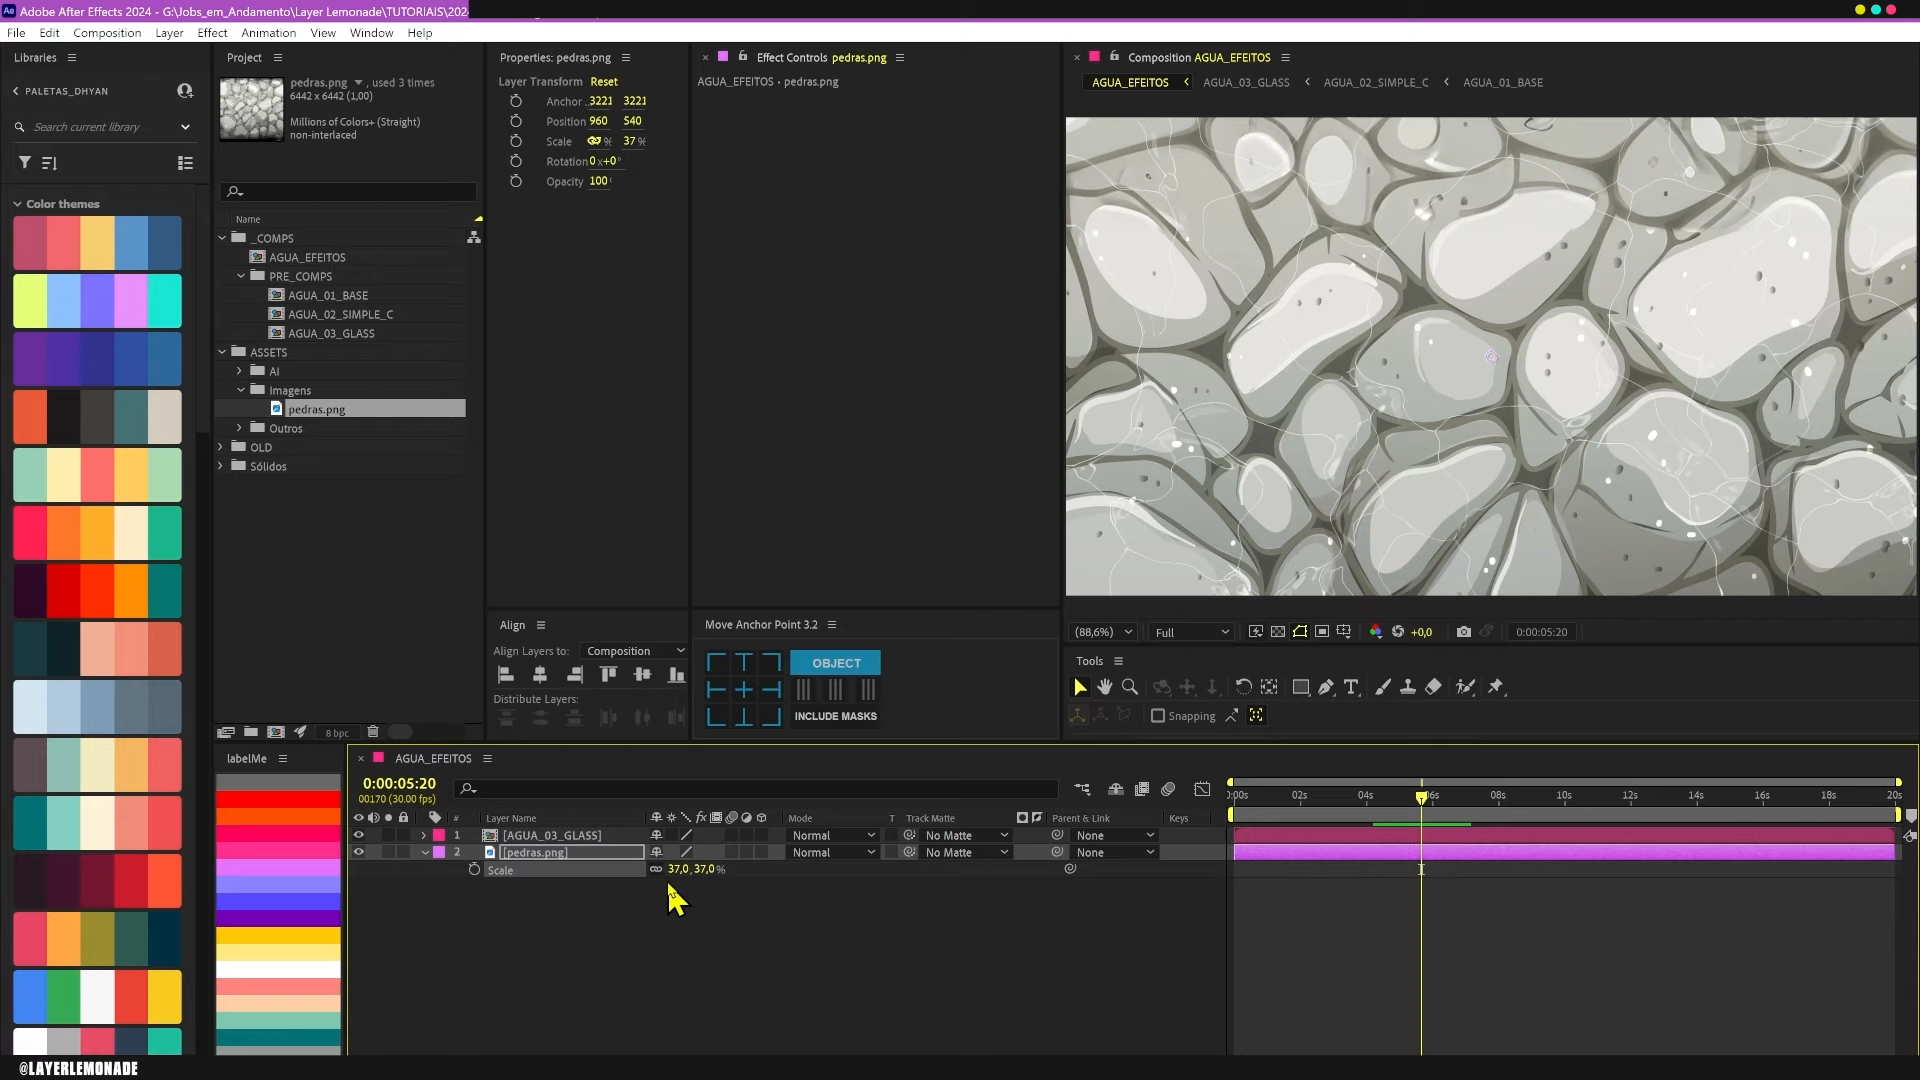 Adobe After Effects 2024 - G:\Jobs_em_Andamento\Layer Lemonade\TUTORIAIS\2024
File Edit Composition Layer Effect Animation View Window Help
Libraries
PALETAS_DHYAN
Search current library
Color themes
Project
pedras.png , used 3 times
6442 x 6442 (1,00)
Millions of Colors+ (Straight)
non-interlaced
Name
_COMPS
AGUA_EFEITOS
PRE_COMPS
AGUA_01_BASE
AGUA_02_SIMPLE_C
AGUA_03_GLASS
ASSETS
AI
Imagens
pedras.png
Outros
OLD
Sólidos
8 bpc
Properties: pedras.png
Layer Transform Reset
Anchor .. 3221 3221
Position 960 540
Scale % 37 %
Rotation 0 x+0°
Opacity 100
Align
Align Layers to: Composition
Distribute Layers:
Effect Controls pedras.png
AGUA_EFEITOS • pedras.png
Move Anchor Point 3.2
OBJECT
INCLUDE MASKS
Composition AGUA_EFEITOS
AGUA_EFEITOS AGUA_03_GLASS AGUA_02_SIMPLE_C AGUA_01_BASE
(88,6%) Full +0,0 0:00:05:20
Tools
Snapping
labelMe
AGUA_EFEITOS
0:00:05:20
00170 (30.00 fps)
:00s 02s 04s 06s 08s 10s 12s 14s 16s 18s 20s
# Layer Name Mode T Track Matte Parent & Link Keys
1 [AGUA_03_GLASS] Normal No Matte None
2 [pedras.png] Normal No Matte None
Scale 37,0, 37,0 %
@LAYERLEMONADE